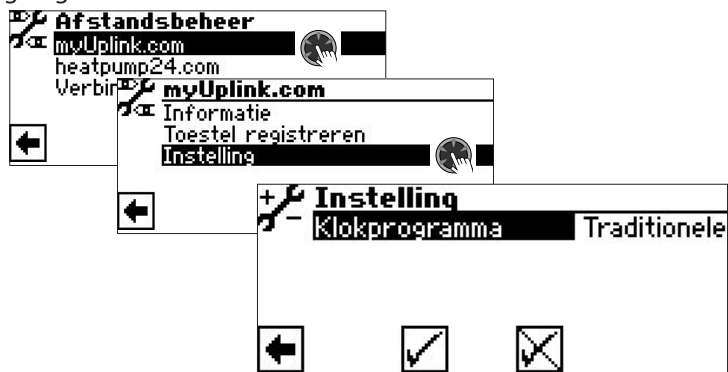 Afstandsbeheer
myUplink.com
heatpump24.com
myUplink.com
Informatie
Toestel registreren
Instelling
Instelling
Klokprogramma Traditionele